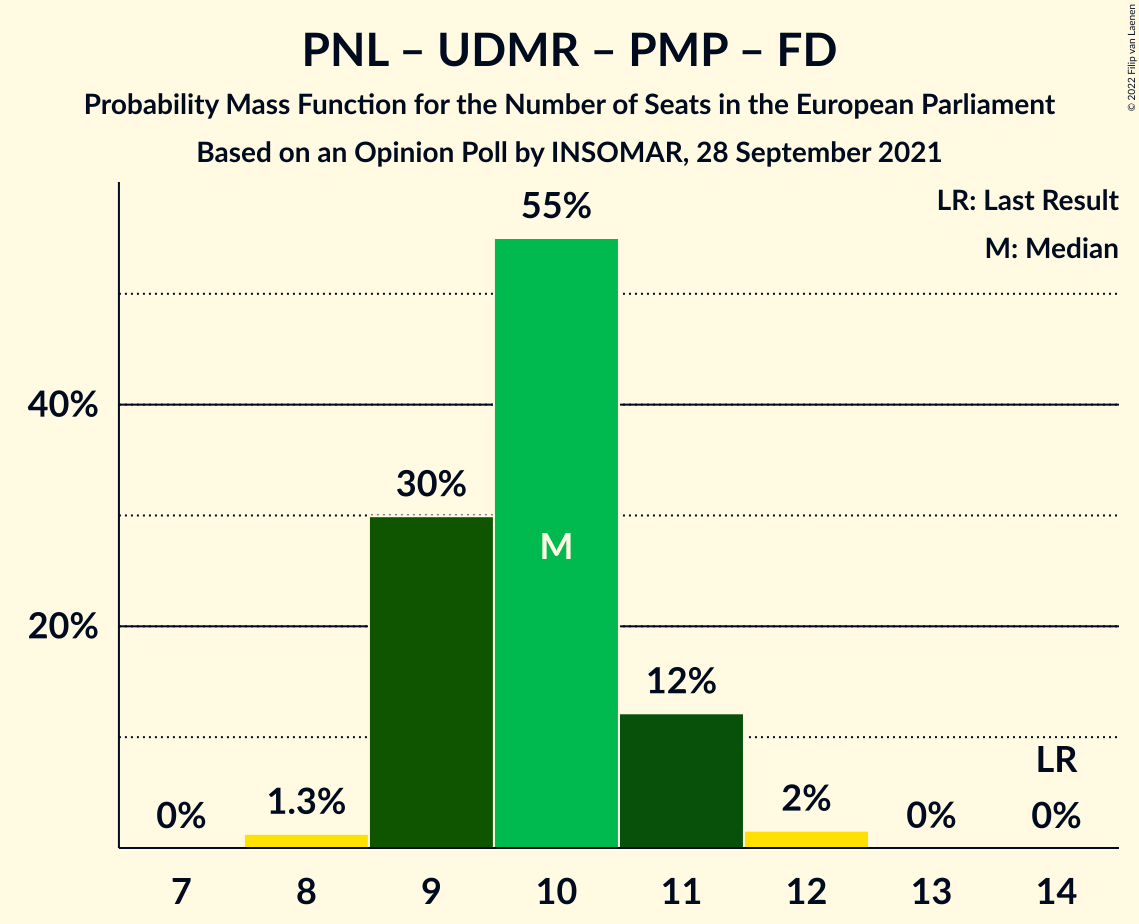 PNL – UDMR – PMP – FD
Probability Mass Function for the Number of Seats in the European Parliament
Based on an Opinion Poll by INSOMAR, 28 September 2021
© 2022 Filip van Laenen
LR: Last Result
M: Median
55%
40%
30%
M
20%
12%
LR
0%
1.3%
2%
0%
0%
7
8
9
10
11
12
13
14